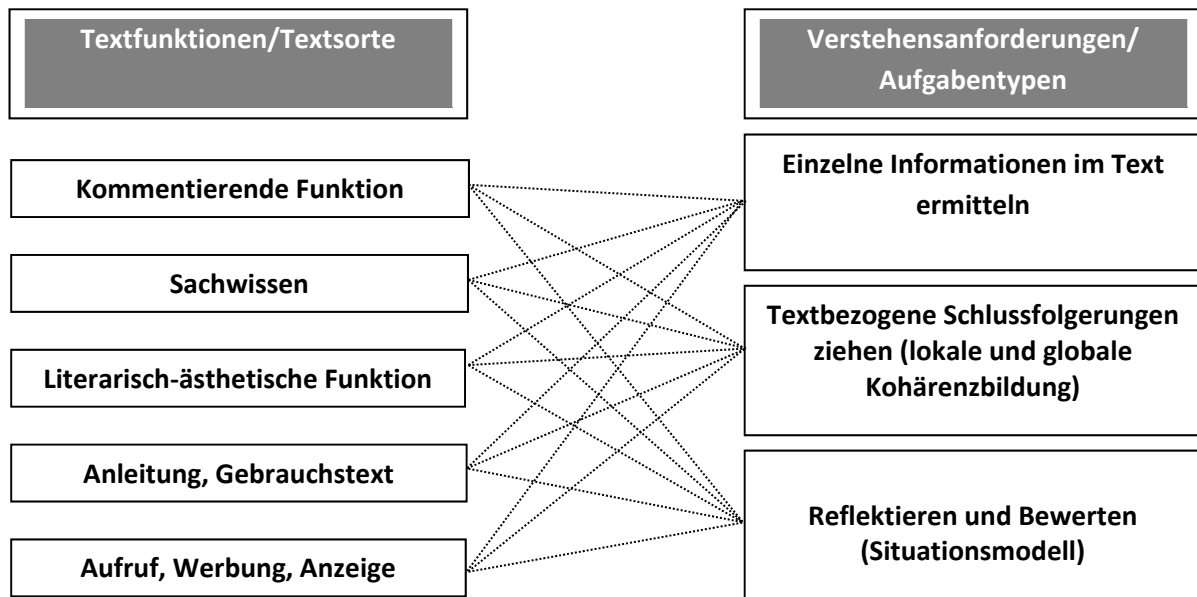 Textfunktionen/Textsorte
Kommentierende Funktion
Sachwissen
Literarisch-ästhetische Funktion
Anleitung, Gebrauchstext
Aufruf, Werbung, Anzeige
Verstehensanforderungen/
Aufgabentypen
Einzelne Informationen im Text
ermitteln
Textbezogene Schlussfolgerungen
ziehen (lokale und globale
Kohärenzbildung)
Reflektieren und Bewerten
(Situationsmodell)